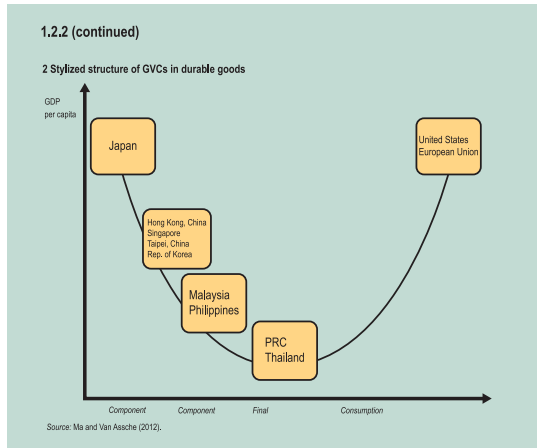 1.2.2 (continued)
2 Stylized structure of GVCs in durable goods
GDP
per capita
Japan
United States
European Union
Hong Kong, China
Singapore
Taipei, China
Rep. of Korea
Malaysia
Philippines
PRC
Thailand
Component
Component
Final
Consumption
Source: Ma and Van Assche (2012).